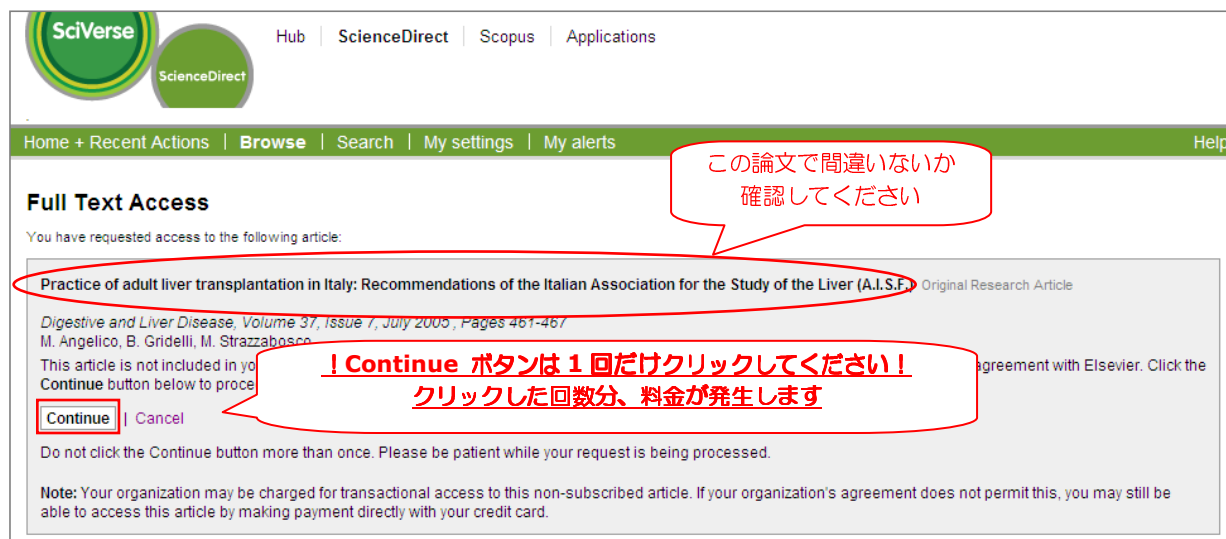 SciVerse
ScienceDirect
Hub | ScienceDirect | Scopus | Applications
Home + Recent Actions | Browse | Search | My settings | My alerts
Help
この論文で間違いないか
確認してください
Full Text Access
You have requested access to the following article:
Practice of adult liver transplantation in Italy: Recommendations of the Italian Association for the Study of the Liver (A.I.S.F.) Original Research Article
Digestive and Liver Disease, Volume 37, Issue 7, July 2005, Pages 461-467
M. Angelico, B. Gridelli, M. Strazzabosco
This article is not included in yo
agreement with Elsevier. Click the
Continue button below to proce
!Continue ボタンは 1 回だけクリックしてください!
クリックした回数分、料金が発生します
Continue | Cancel
Do not click the Continue button more than once. Please be patient while your request is being processed.
Note: Your organization may be charged for transactional access to this non-subscribed article. If your organization's agreement does not permit this, you may still be
able to access this article by making payment directly with your credit card.